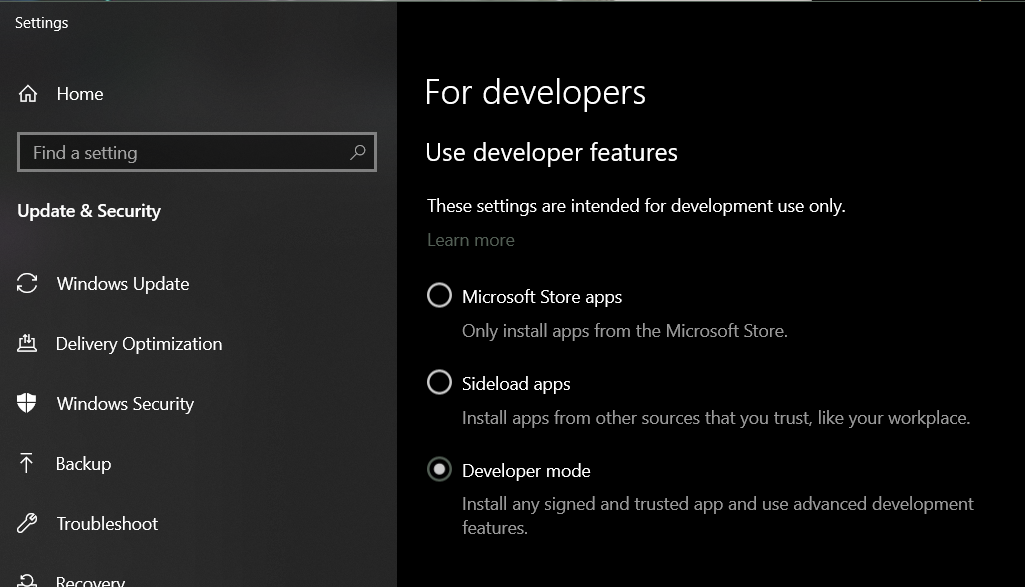 Settings
Home
Find a setting
Update & Security
Windows Update
Delivery Optimization
Windows Security
Backup
Troubleshoot
Recovery
For developers
Use developer features
These settings are intended for development use only.
Learn more
Microsoft Store apps
Only install apps from the Microsoft Store.
Sideload apps
Install apps from other sources that you trust, like your workplace.
Developer mode
Install any signed and trusted app and use advanced development
features.